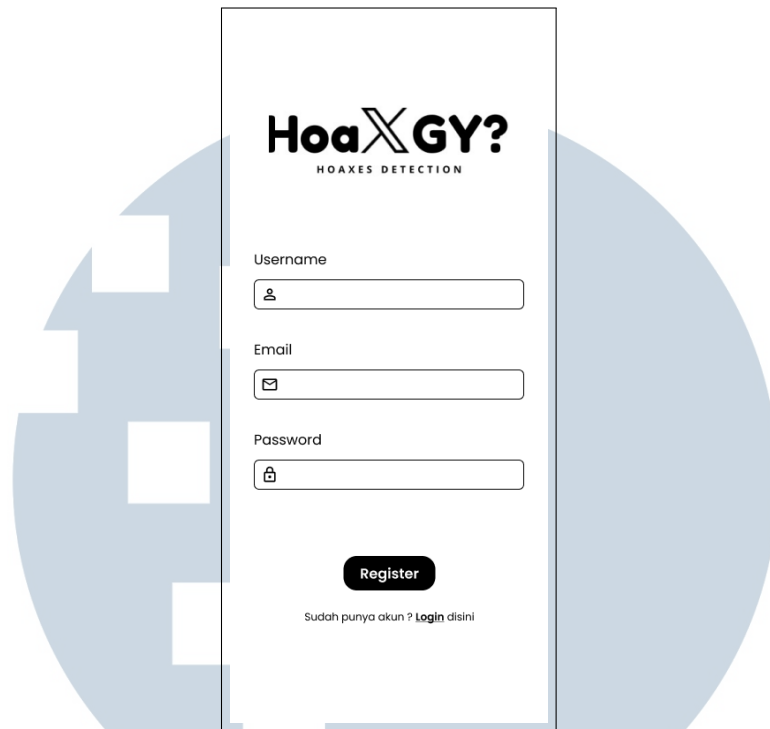 HoaXGY?
HOAXES DETECTION
Username
Email
Password
Register
Sudah punya akun ? Login disini